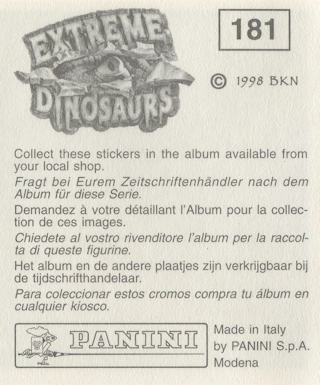 EXTREME
DINOSAURS
181
© 1998 BKN
Collect these stickers in the album available from
your local shop.
Fragt bei Eurem Zeitschriftenhändler nach dem
Album für diese Serie.
Demandez à votre détaillant l'Album pour la collec-
tion de ces images.
Chiedete al vostro rivenditore l'album per la raccol-
ta di queste figurine.
Het album en de andere plaatjes zijn verkrijgbaar bij
de tijdschrifthandelaar.
Para coleccionar estos cromos compra tu álbum en
cualquier kiosco.
PANINI
Made in Italy
by PANINI S.p.A.
Modena